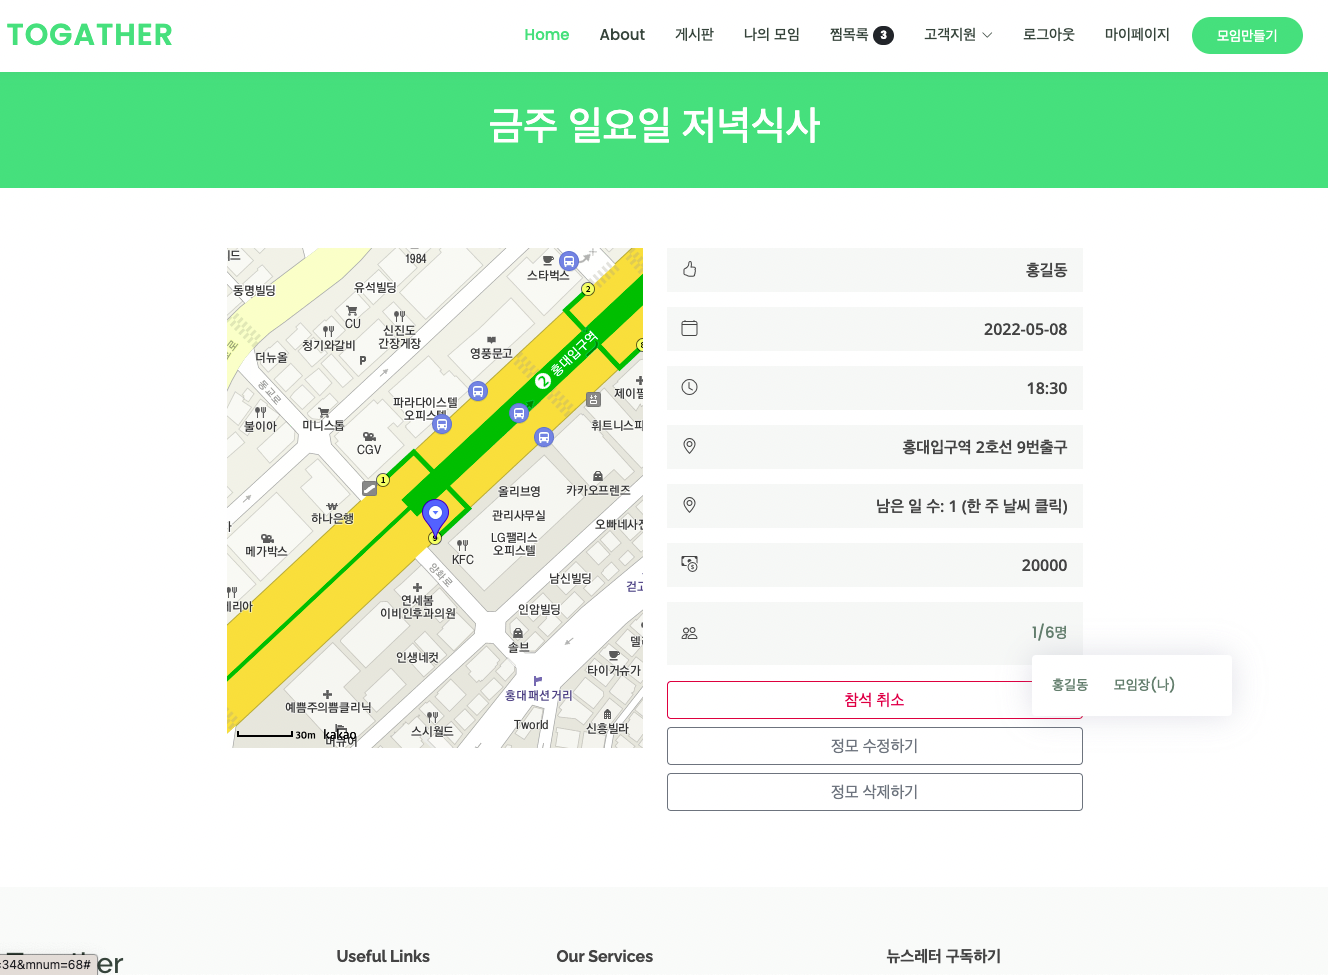 TOGATHER
Home
About
게시판
나의 모임
찜목록 3
고객지원
로그아웃
마이페이지
모임만들기
금주 일요일 저녁식사
1984
스타벅스
동명빌딩
유석빌딩
2
CU
신진도
간장게장
청기와갈비
P
더뉴올
영풍문고
2 홍대입구역
동교로
파라다이스텔
오피스텔
불이아
미니스톱
CGV
1
올리브영
카카오프렌즈
하나은행
관리사무실
메가박스
9
KFC
LG팰리스
오피스텔
양화로
남신빌딩
연세봄
이비인후과의원
인암빌딩
솔브
인생네컷
타이거슈가
홍대패션거리
예쁨주의쁨클리닉
Tworld
스시월드
신흥빌라
30m
kakao
홍길동
2022-05-08
18:30
홍대입구역 2호선 9번출구
남은 일 수: 1 (한 주 날씨 클릭)
20000
1/6명
홍길동 모임장(나)
참석 취소
정모 수정하기
정모 삭제하기
Useful Links
Our Services
뉴스레터 구독하기
=34&mnum=68#